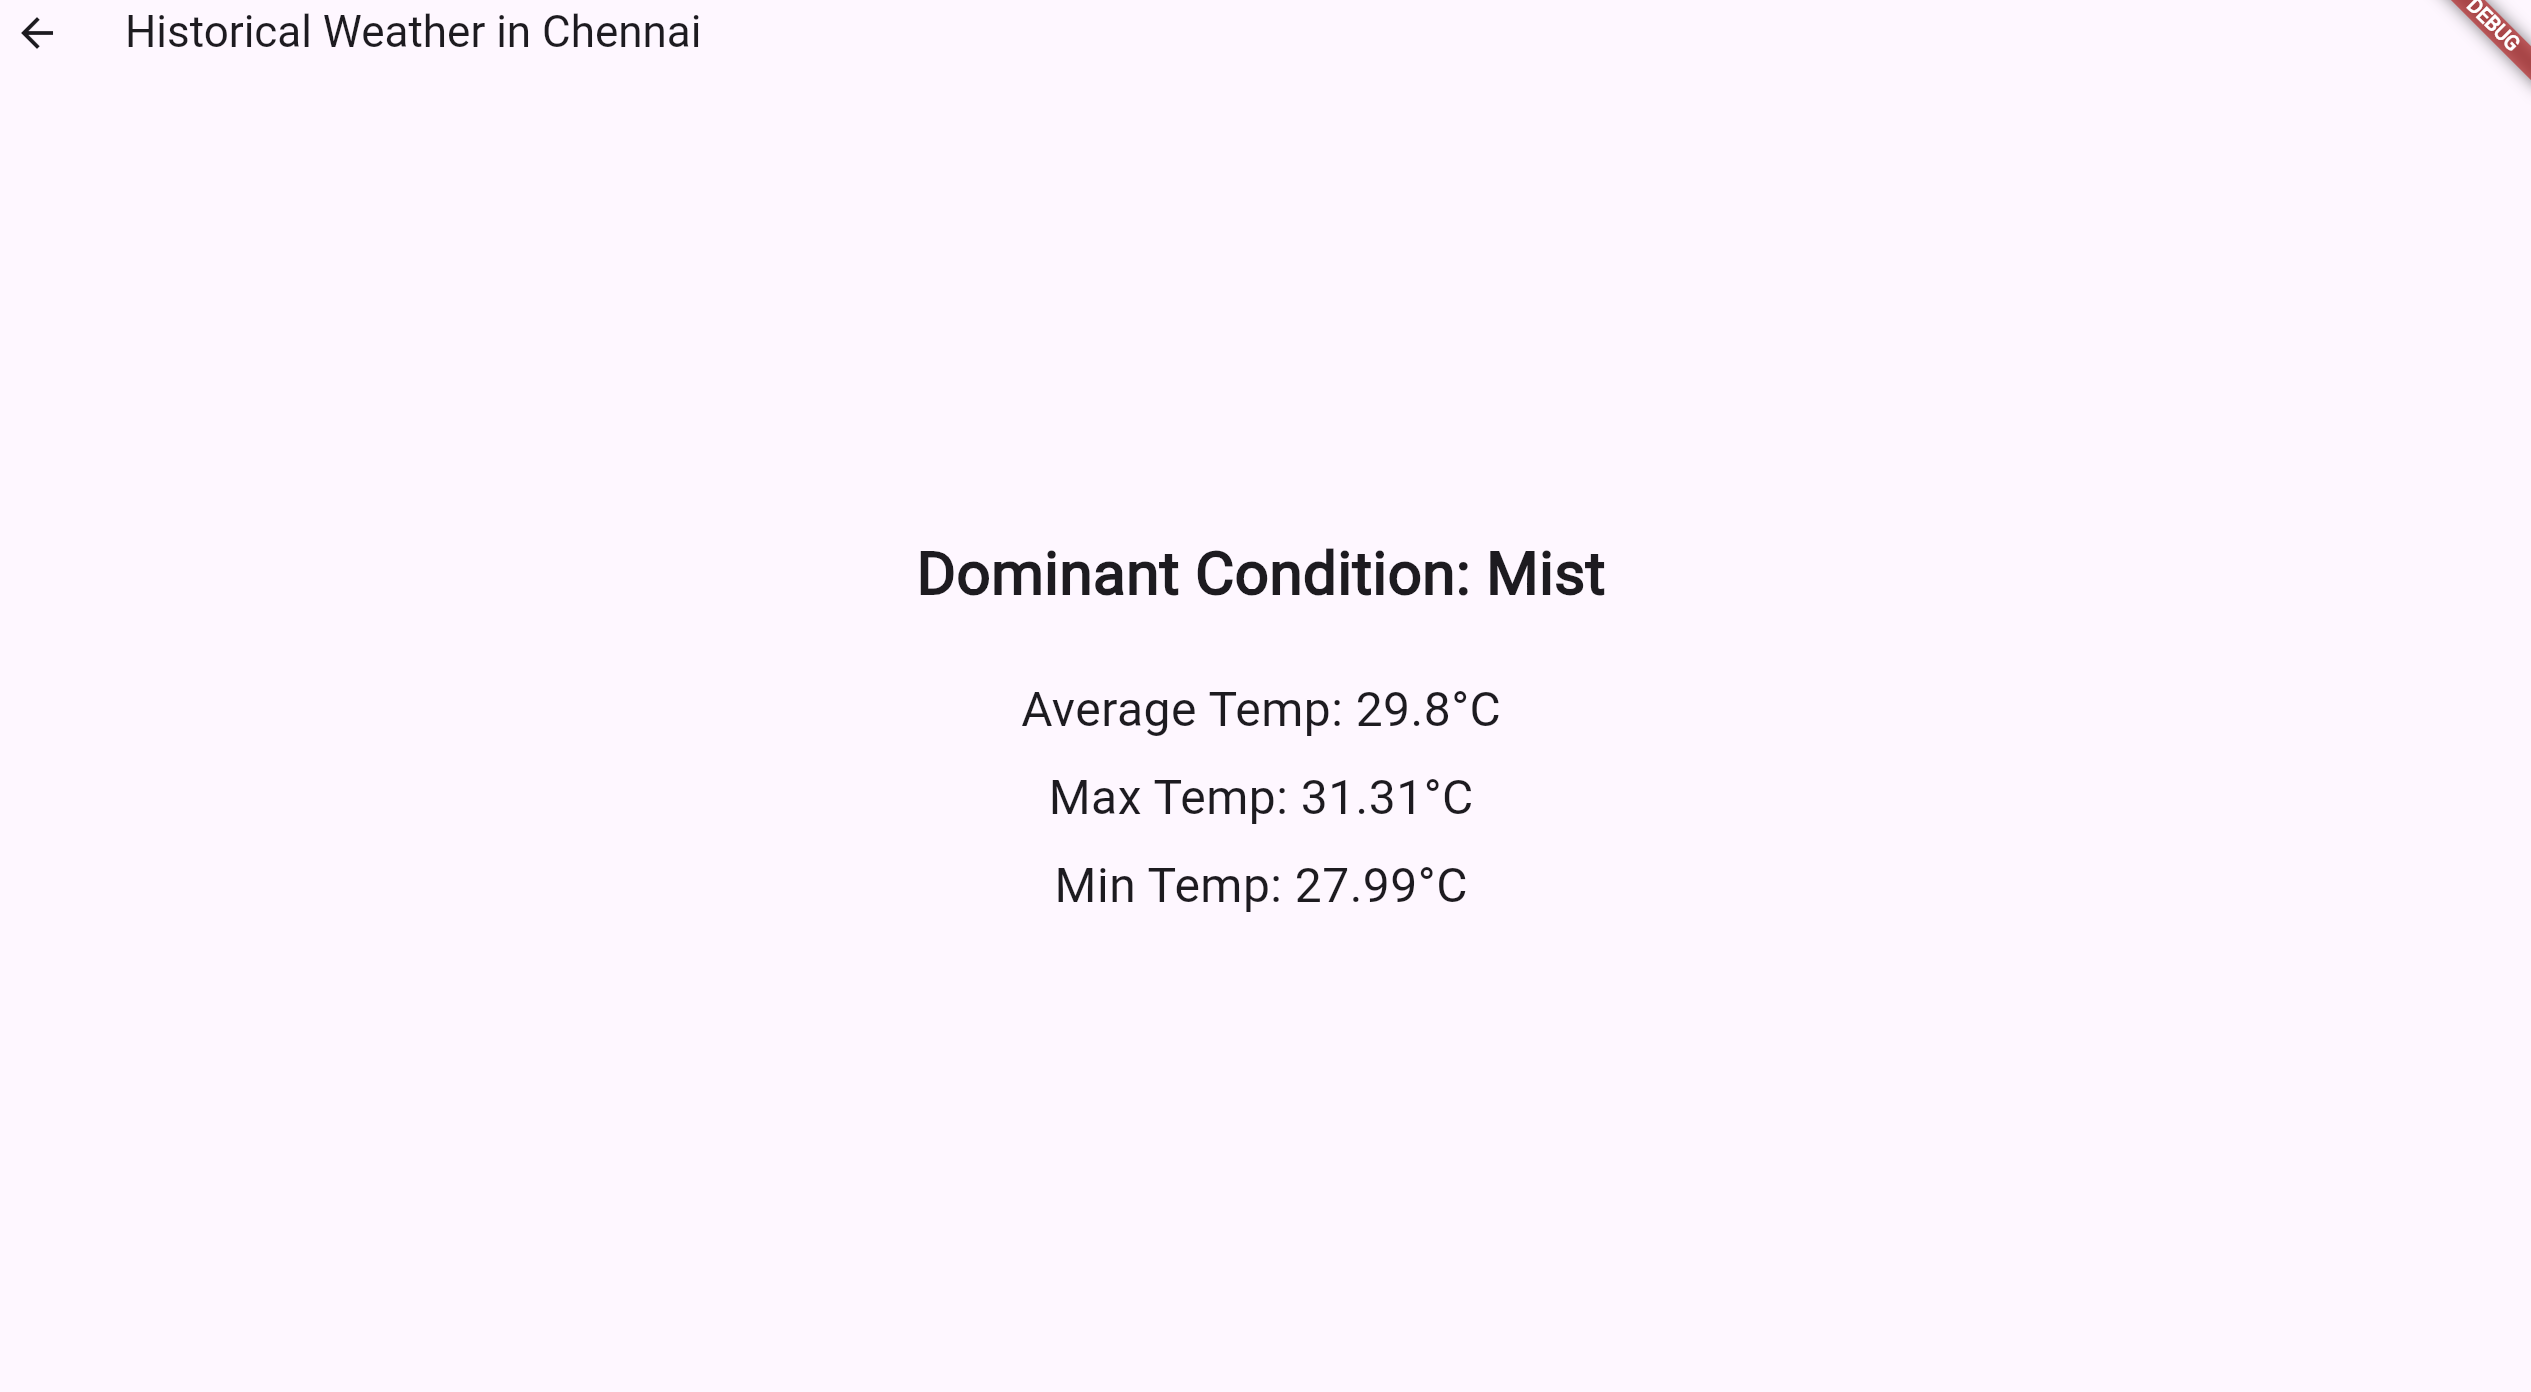 Historical Weather in Chennai
DEBUG
Dominant Condition: Mist
Average Temp: 29.8°C
Max Temp: 31.31°C
Min Temp: 27.99°C